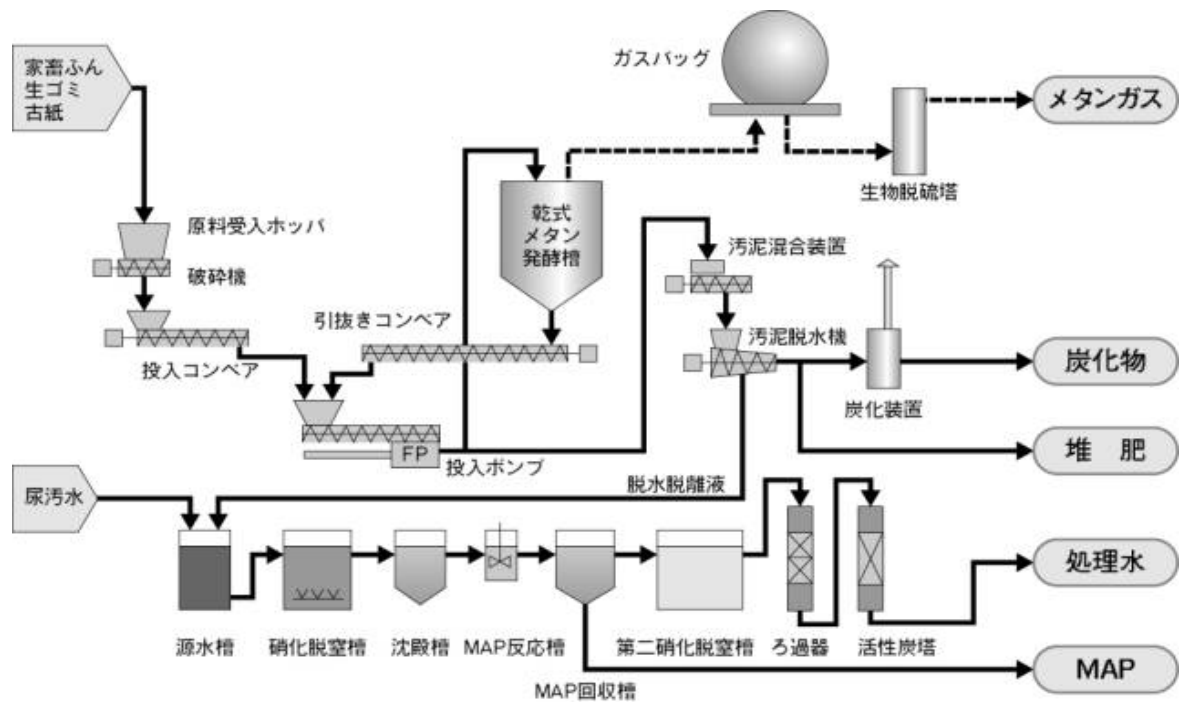 家畜ふん
生ゴミ
古紙
ガスバッグ
メタンガス
生物脱硫塔
原料受入ホッパ
破砕機
乾式
メタン
発酵槽
汚泥混合装置
引抜きコンベア
投入コンベア
汚泥脱水機
炭化物
炭化装置
FP
投入ポンプ
堆　肥
尿汚水
脱水脱離液
処理水
源水槽
硝化脱窒槽
沈殿槽
MAP反応槽
第二硝化脱窒槽
ろ過器
活性炭塔
MAP
MAP回収槽